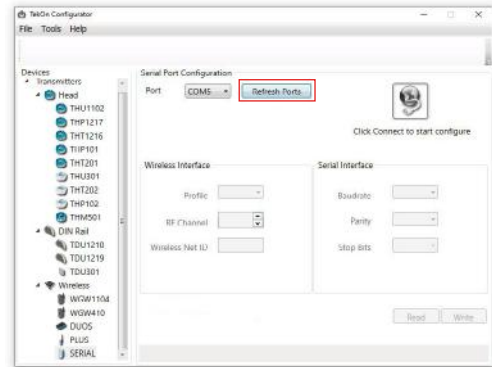 TekOn Configurator
File Tools Help
Devices
Transmitters
Head
THU1102
THP1217
THT1216
THP101
THT201
THU301
THT202
THP102
THM501
DIN Rail
TDU1210
TDU1219
TDU301
Wireless
WGW1104
WGW410
DUOS
PLUS
SERIAL
Serial Port Configuration
Port COM5 Refresh Ports
Click Connect to start configure
Wireless Interface
Profile
RF Channel
Wireless Net ID
Serial Interface
Baudrate
Parity
Stop Bits
Read Write